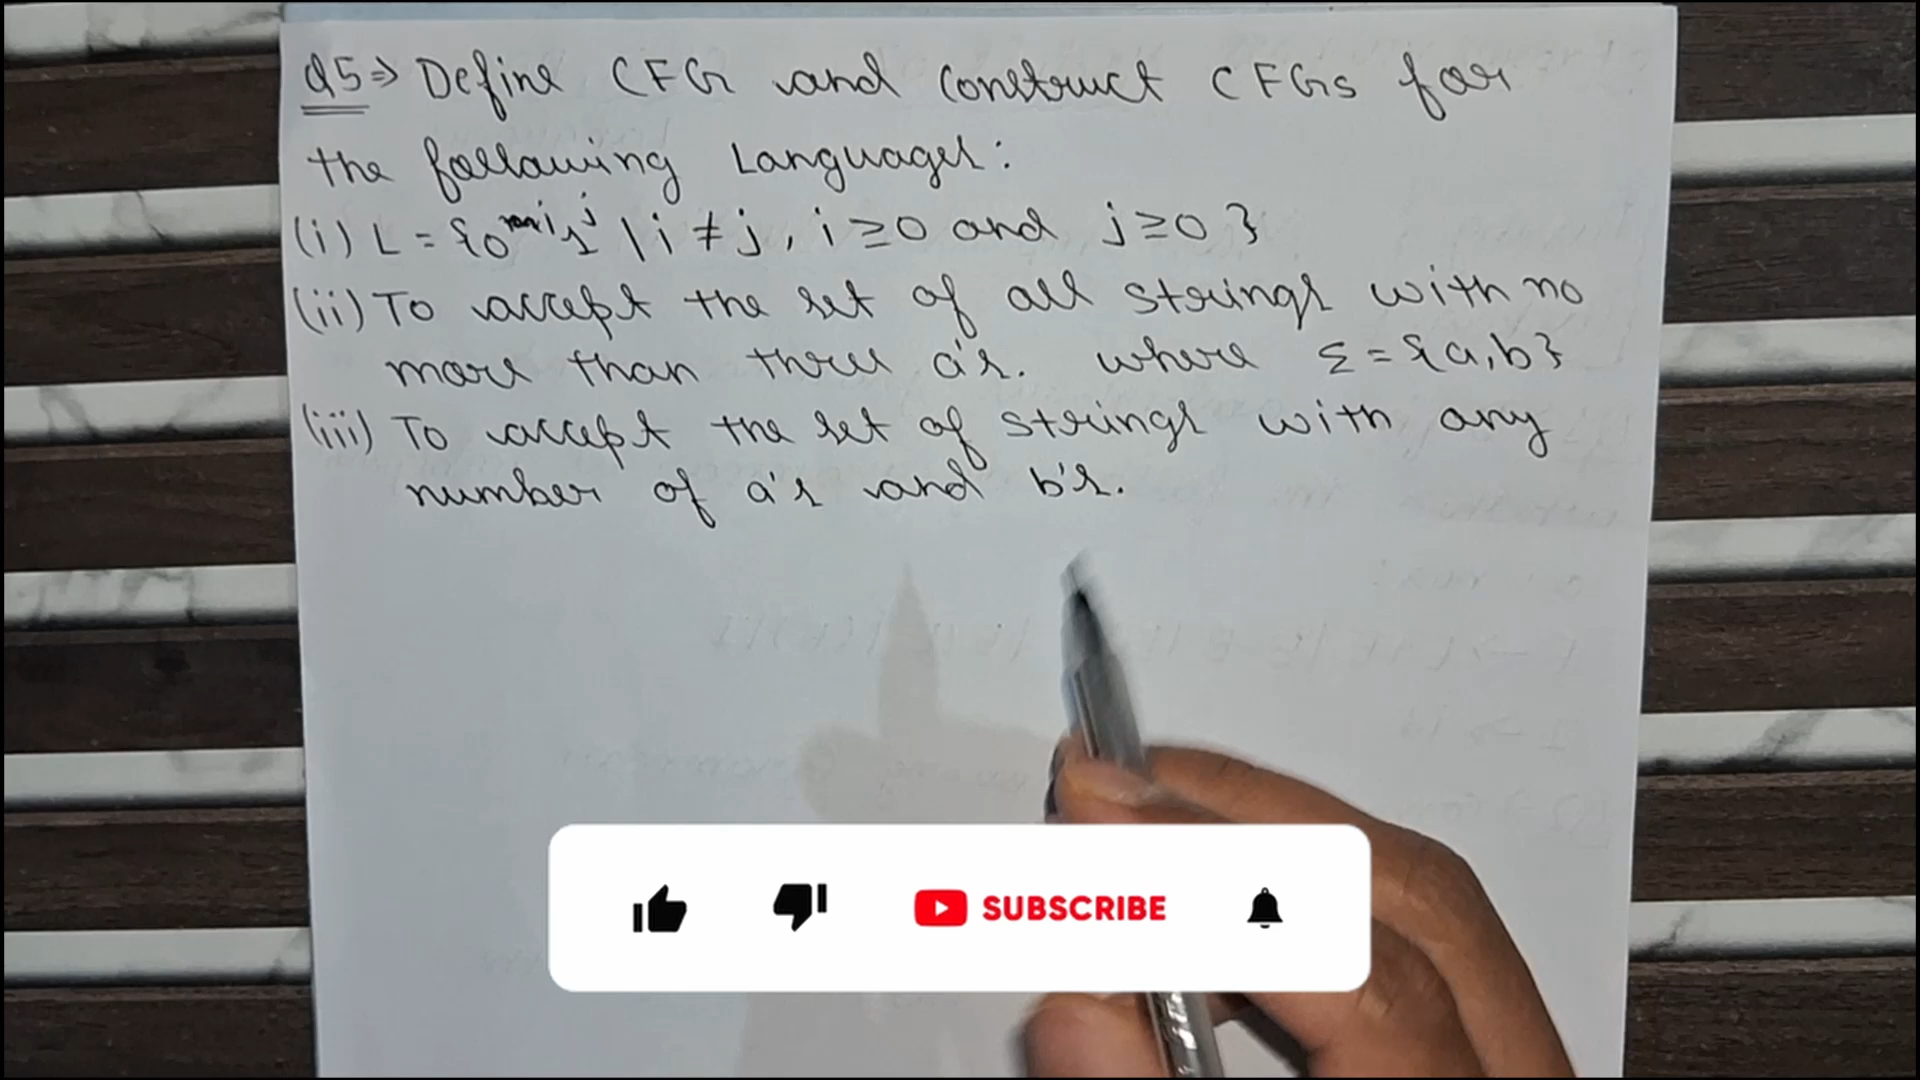 Q5⇒ Define CFG and construct CFGs for
the following Languages:
(i) L = {0^i 1^j | i ≠ j, i ≥ 0 and j ≥ 0 }
(ii) To accept the set of all strings with no
more than three a's. where Σ = {a, b}
(iii) To accept the set of strings with any
number of a's and b's.
SUBSCRIBE